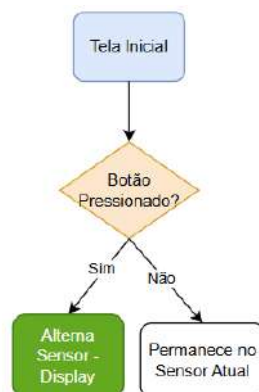 Tela Inicial
Botão
Pressionado?
Sim
Não
Alterna
Sensor -
Display
Permanece no
Sensor Atual